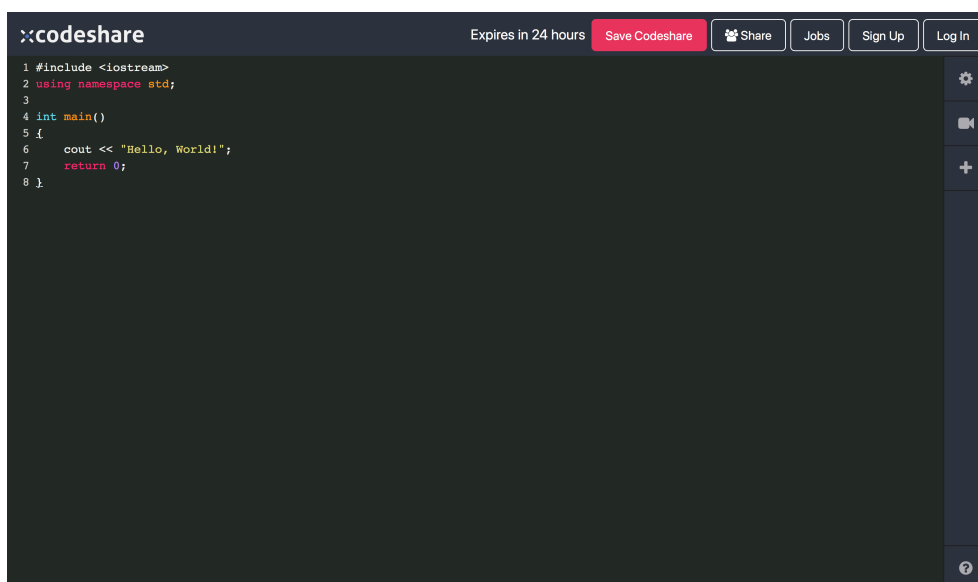 codeshare Expires in 24 hours Save Codeshare Share Jobs Sign Up Log In
1 #include <iostream>
2 using namespace std;
3
4 int main()
5 {
6     cout << "Hello, World!";
7     return 0;
8 }